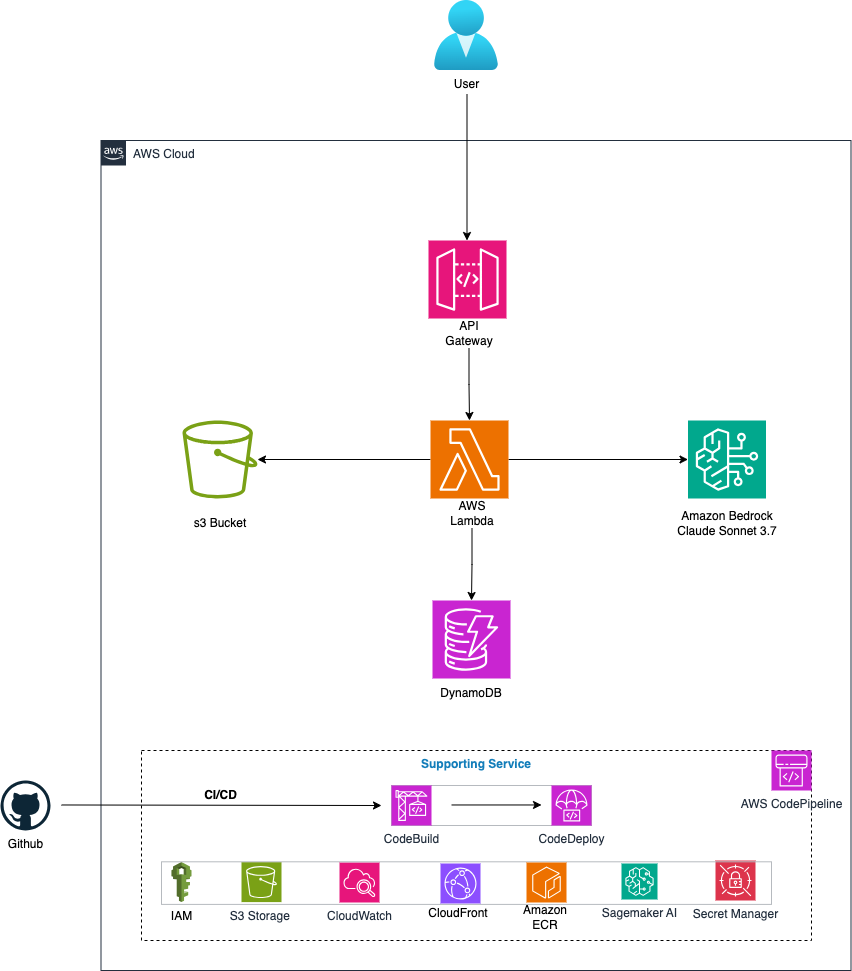 User
aws
AWS Cloud
</>
API
Gateway
s3 Bucket
AWS
Lambda
Amazon Bedrock
Claude Sonnet 3.7
DynamoDB
Supporting Service
</>
AWS CodePipeline
CI/CD
</>
</>
Github
CodeBuild
CodeDeploy
IAM
S3 Storage
CloudWatch
CloudFront
Amazon
ECR
Sagemaker AI
Secret Manager